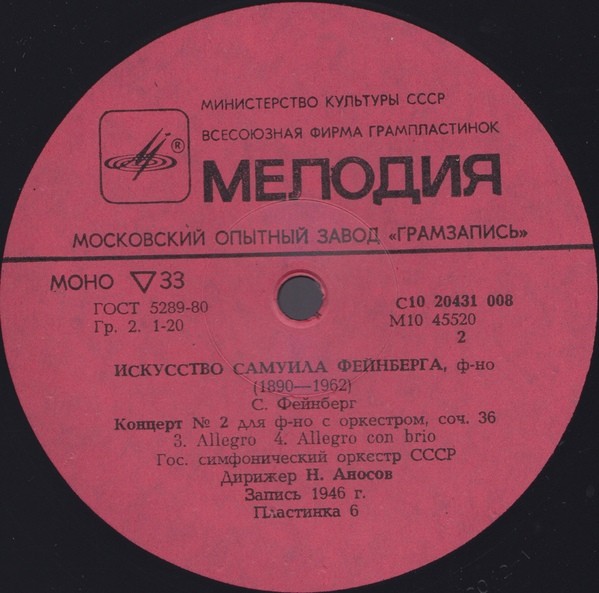 МИНИСТЕРСТВО КУЛЬТУРЫ СССР
ВСЕСОЮЗНАЯ ФИРМА ГРАМПЛАСТИНОК
®
МЕЛОДИЯ
МОСКОВСКИЙ ОПЫТНЫЙ ЗАВОД «ГРАМЗАПИСЬ»
МОНО ▽33
ГОСТ 5289-80
Гр. 2. 1-20
С10 20431 008
М10 45520
2
ИСКУССТВО САМУИЛА ФЕЙНБЕРГА, ф-но
(1890—1962)
С. Фейнберг
Концерт № 2 для ф-но с оркестром, соч. 36
3. Allegro 4. Allegro con brio
Гос. симфонический оркестр СССР
Дирижер Н. Аносов
Запись 1946 г.
Пластинка 6